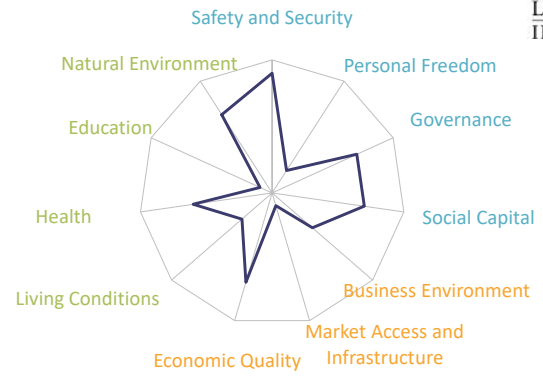 Safety and Security
Natural Environment
Personal Freedom
Education
Governance
Health
Social Capital
Living Conditions
Business Environment
Market Access and
Infrastructure
Economic Quality